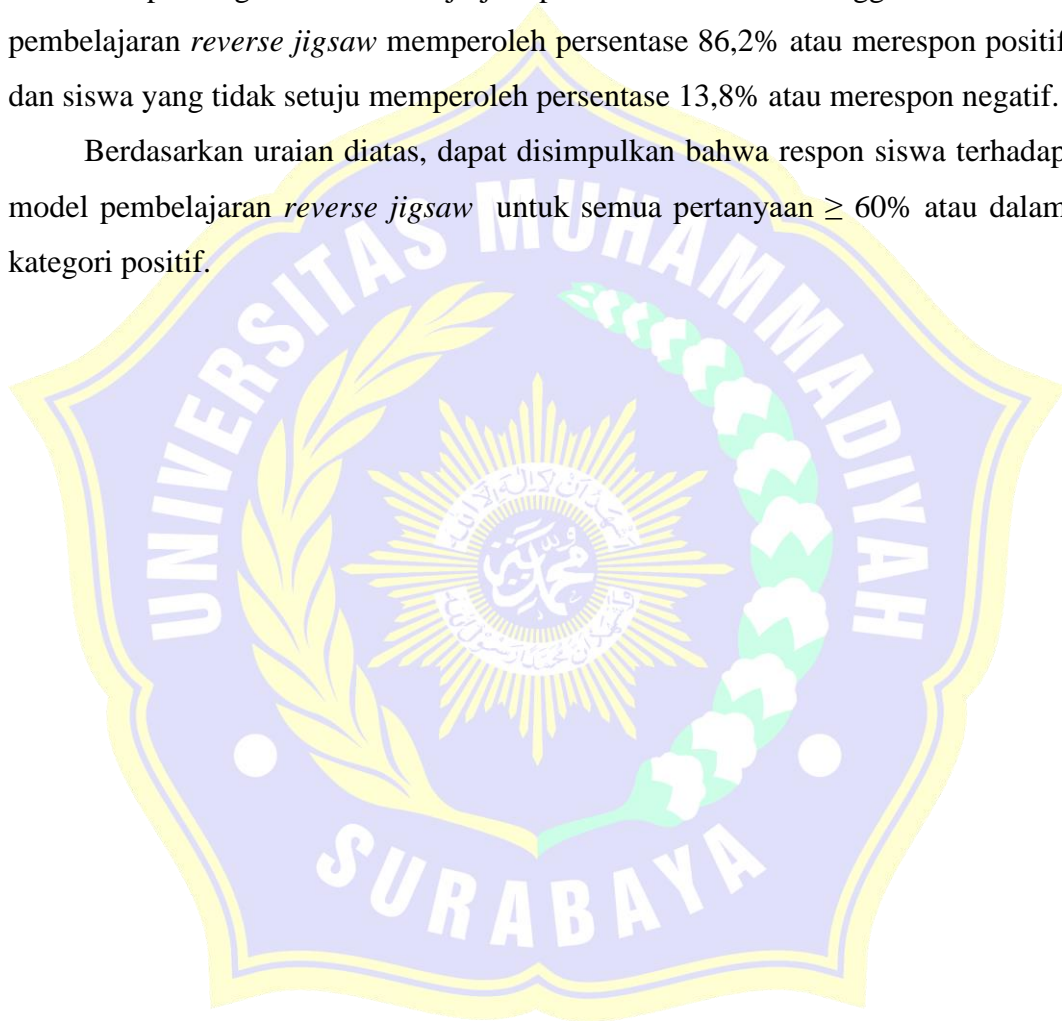 pembelajaran reverse jigsaw memperoleh persentase 86,2% atau merespon positif
dan siswa yang tidak setuju memperoleh persentase 13,8% atau merespon negatif.
Berdasarkan uraian diatas, dapat disimpulkan bahwa respon siswa terhadap
model pembelajaran reverse jigsaw untuk semua pertanyaan ≥ 60% atau dalam
kategori positif.
UNIVERSITAS MUHAMMADIYAH
SURABAYA